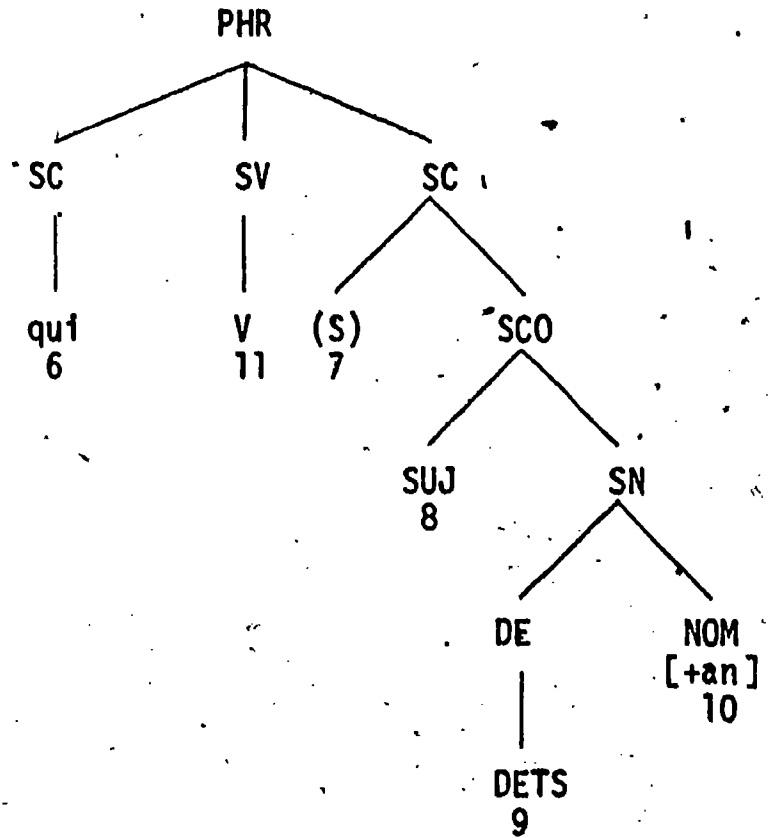 PHR
SC SV SC
qui V (S) SCO
6 11 7
SUJ SN
8
DE NOM
[+an]
10
DETS
9